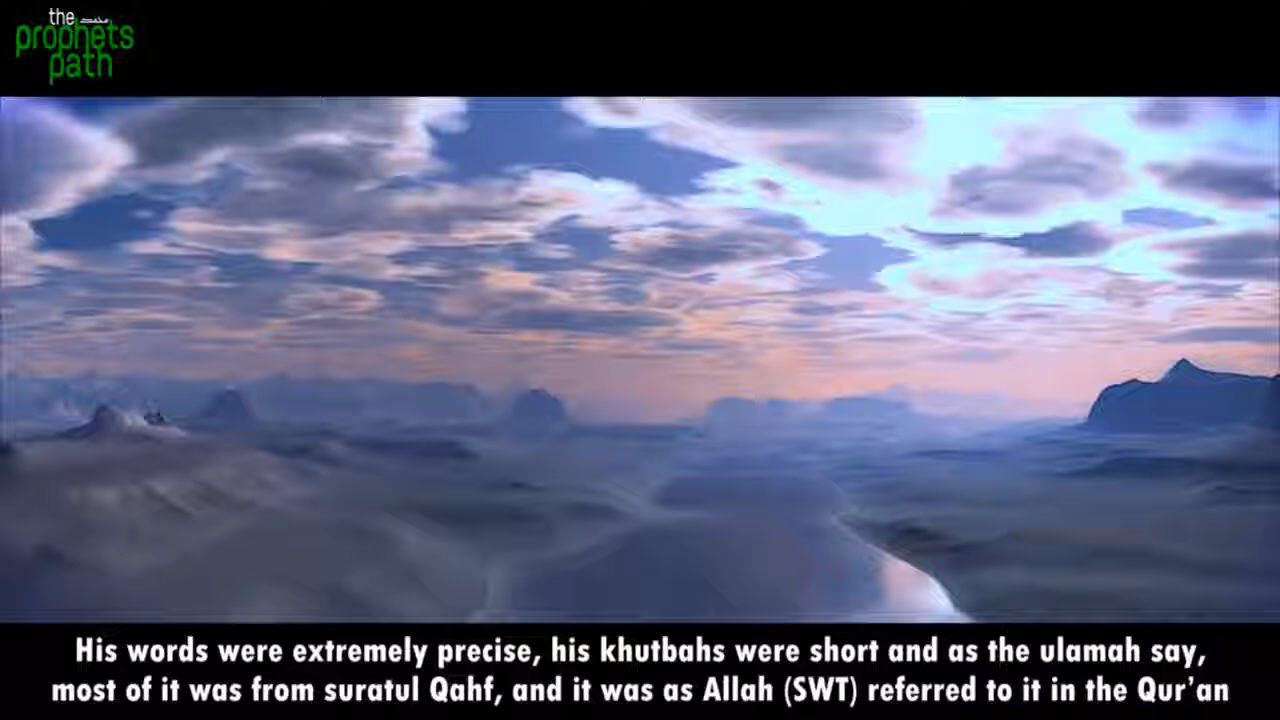 the
prophets
path
His words were extremely precise, his khutbahs were short and as the ulamah say,
most of it was from suratul Qahf, and it was as Allah (SWT) referred to it in the Qur'an